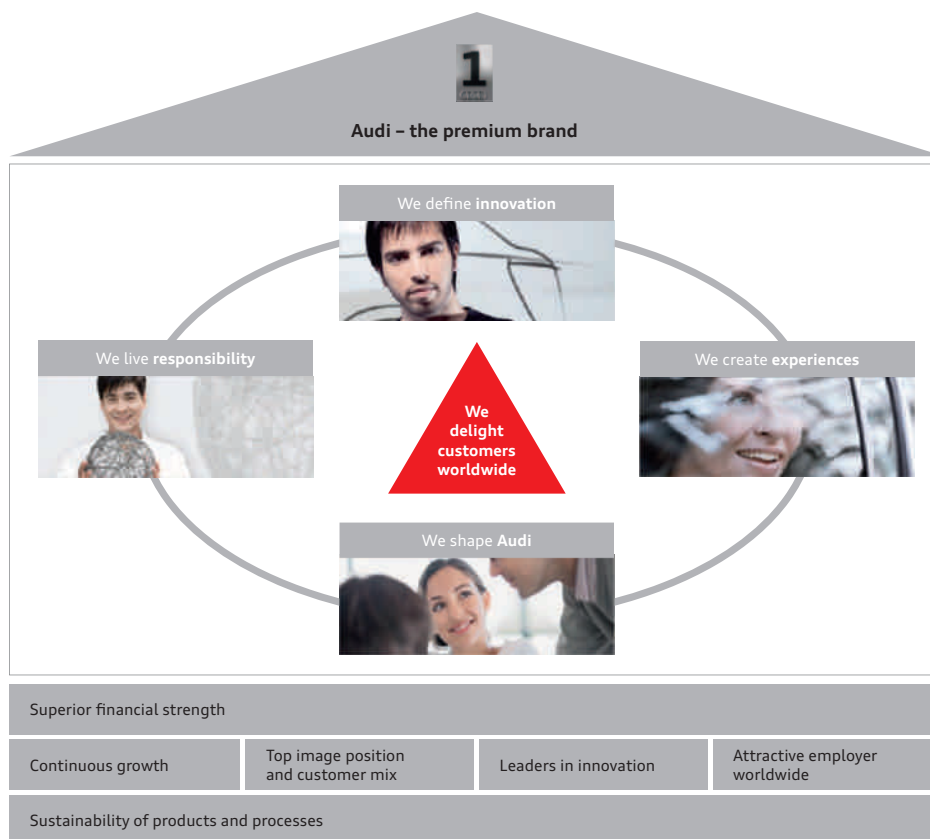 1
Audi – the premium brand
We define innovation
We live responsibility
We create experiences
We
delight
customers
worldwide
We shape Audi
Superior financial strength
Continuous growth
Top image position
and customer mix
Leaders in innovation
Attractive employer
worldwide
Sustainability of products and processes